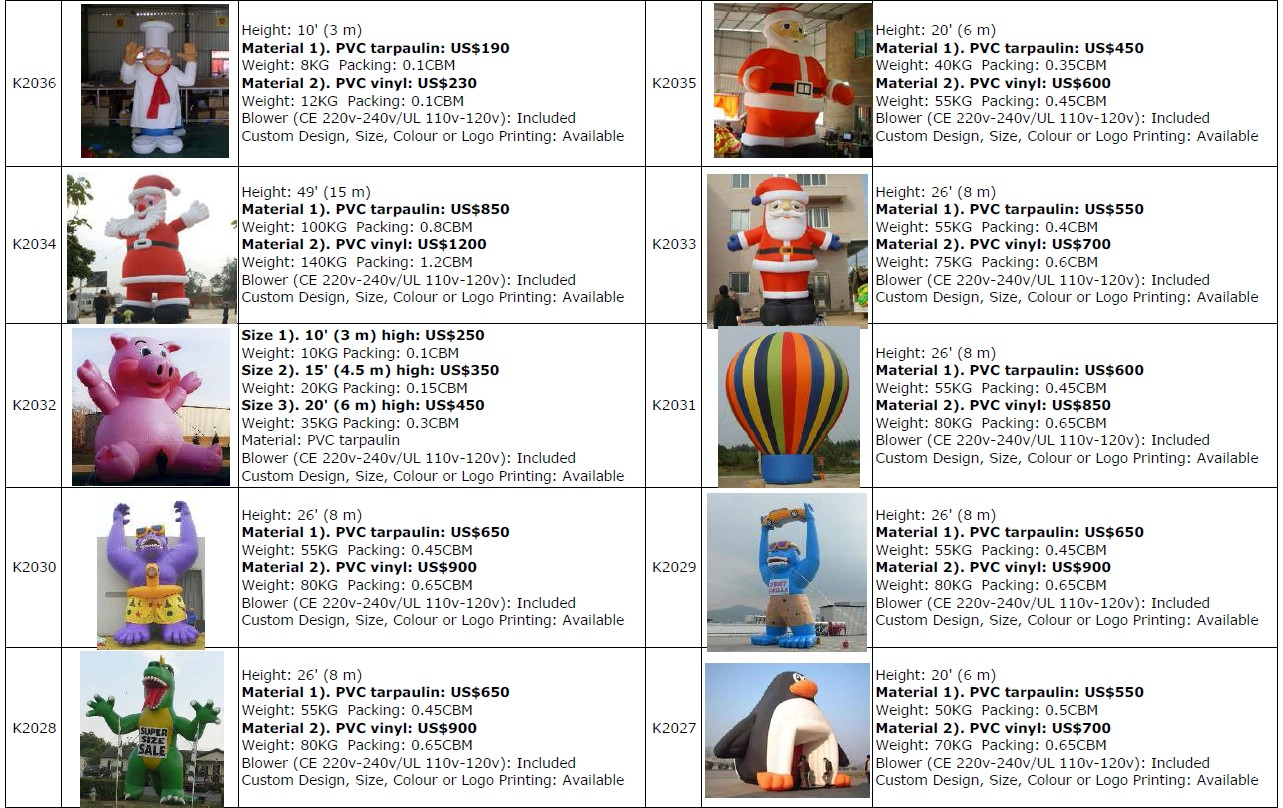 K2036
Height: 10' (3 m)
Material 1). PVC tarpaulin: US$190
Weight: 8KG  Packing: 0.1CBM
Material 2). PVC vinyl: US$230
Weight: 12KG  Packing: 0.1CBM
Blower (CE 220v-240v/UL 110v-120v): Included
Custom Design, Size, Colour or Logo Printing: Available
K2035
Height: 20' (6 m)
Material 1). PVC tarpaulin: US$450
Weight: 40KG  Packing: 0.35CBM
Material 2). PVC vinyl: US$600
Weight: 55KG  Packing: 0.45CBM
Blower (CE 220v-240v/UL 110v-120v): Included
Custom Design, Size, Colour or Logo Printing: Available
K2034
Height: 49' (15 m)
Material 1). PVC tarpaulin: US$850
Weight: 100KG  Packing: 0.8CBM
Material 2). PVC vinyl: US$1200
Weight: 140KG  Packing: 1.2CBM
Blower (CE 220v-240v/UL 110v-120v): Included
Custom Design, Size, Colour or Logo Printing: Available
K2033
Height: 26' (8 m)
Material 1). PVC tarpaulin: US$550
Weight: 55KG  Packing: 0.4CBM
Material 2). PVC vinyl: US$700
Weight: 75KG  Packing: 0.6CBM
Blower (CE 220v-240v/UL 110v-120v): Included
Custom Design, Size, Colour or Logo Printing: Available
K2032
Size 1). 10' (3 m) high: US$250
Weight: 10KG Packing: 0.1CBM
Size 2). 15' (4.5 m) high: US$350
Weight: 20KG Packing: 0.15CBM
Size 3). 20' (6 m) high: US$450
Weight: 35KG Packing: 0.3CBM
Material: PVC tarpaulin
Blower (CE 220v-240v/UL 110v-120v): Included
Custom Design, Size, Colour or Logo Printing: Available
K2031
Height: 26' (8 m)
Material 1). PVC tarpaulin: US$600
Weight: 55KG  Packing: 0.45CBM
Material 2). PVC vinyl: US$850
Weight: 80KG  Packing: 0.65CBM
Blower (CE 220v-240v/UL 110v-120v): Included
Custom Design, Size, Colour or Logo Printing: Available
K2030
Height: 26' (8 m)
Material 1). PVC tarpaulin: US$650
Weight: 55KG  Packing: 0.45CBM
Material 2). PVC vinyl: US$900
Weight: 80KG  Packing: 0.65CBM
Blower (CE 220v-240v/UL 110v-120v): Included
Custom Design, Size, Colour or Logo Printing: Available
K2029
Height: 26' (8 m)
Material 1). PVC tarpaulin: US$650
Weight: 55KG  Packing: 0.45CBM
Material 2). PVC vinyl: US$900
Weight: 80KG  Packing: 0.65CBM
Blower (CE 220v-240v/UL 110v-120v): Included
Custom Design, Size, Colour or Logo Printing: Available
K2028
SUPER
SIZE
SALE
Height: 26' (8 m)
Material 1). PVC tarpaulin: US$650
Weight: 55KG  Packing: 0.45CBM
Material 2). PVC vinyl: US$900
Weight: 80KG  Packing: 0.65CBM
Blower (CE 220v-240v/UL 110v-120v): Included
Custom Design, Size, Colour or Logo Printing: Available
K2027
Height: 20' (6 m)
Material 1). PVC tarpaulin: US$550
Weight: 50KG  Packing: 0.5CBM
Material 2). PVC vinyl: US$700
Weight: 70KG  Packing: 0.65CBM
Blower (CE 220v-240v/UL 110v-120v): Included
Custom Design, Size, Colour or Logo Printing: Available